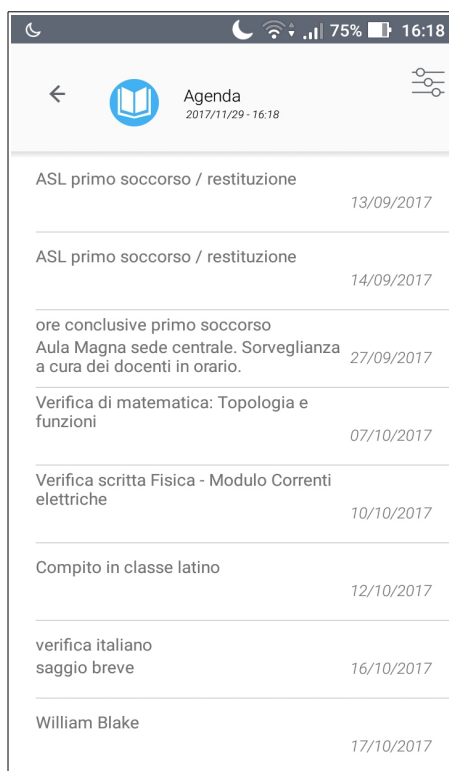 75% 16:18
Agenda
2017/11/29 - 16:18
ASL primo soccorso / restituzione
13/09/2017
ASL primo soccorso / restituzione
14/09/2017
ore conclusive primo soccorso
Aula Magna sede centrale. Sorveglianza
a cura dei docenti in orario.
27/09/2017
Verifica di matematica: Topologia e
funzioni
07/10/2017
Verifica scritta Fisica - Modulo Correnti
elettriche
10/10/2017
Compito in classe latino
12/10/2017
verifica italiano
saggio breve
16/10/2017
William Blake
17/10/2017